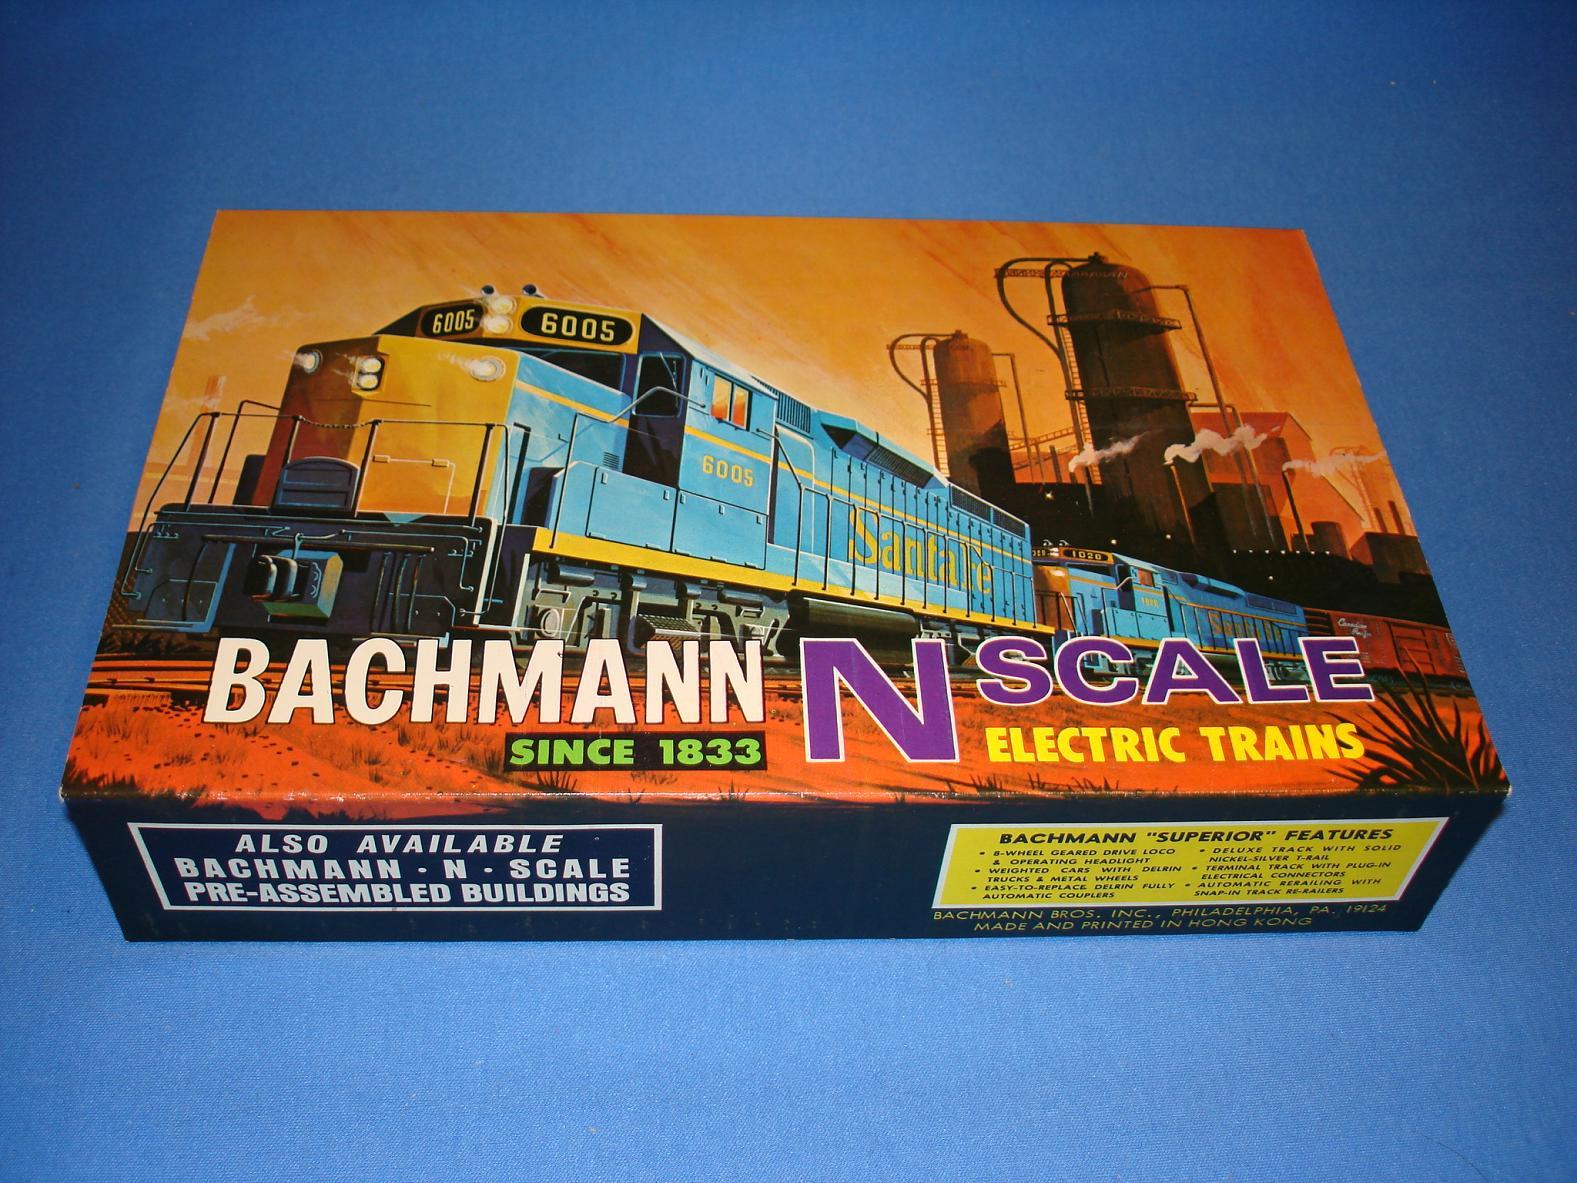 6005
6005
6005
Santa Fe
1020
Santa Fe
Canadian
Pacific
BACHMANN N SCALE
SINCE 1833
ELECTRIC TRAINS
ALSO AVAILABLE
BACHMANN · N · SCALE
PRE-ASSEMBLED BUILDINGS
BACHMANN "SUPERIOR" FEATURES
• 8-WHEEL GEARED DRIVE LOCO
& OPERATING HEADLIGHT
• WEIGHTED CARS WITH DELRIN
TRUCKS & METAL WHEELS
• EASY-TO-REPLACE DELRIN FULLY
AUTOMATIC COUPLERS
• DELUXE TRACK WITH SOLID
NICKEL-SILVER T-RAIL
• TERMINAL TRACK WITH PLUG-IN
ELECTRICAL CONNECTORS
• AUTOMATIC RERAILING WITH
SNAP-IN TRACK RE-RAILERS
BACHMANN BROS. INC., PHILADELPHIA, PA. 19124
MADE AND PRINTED IN HONG KONG